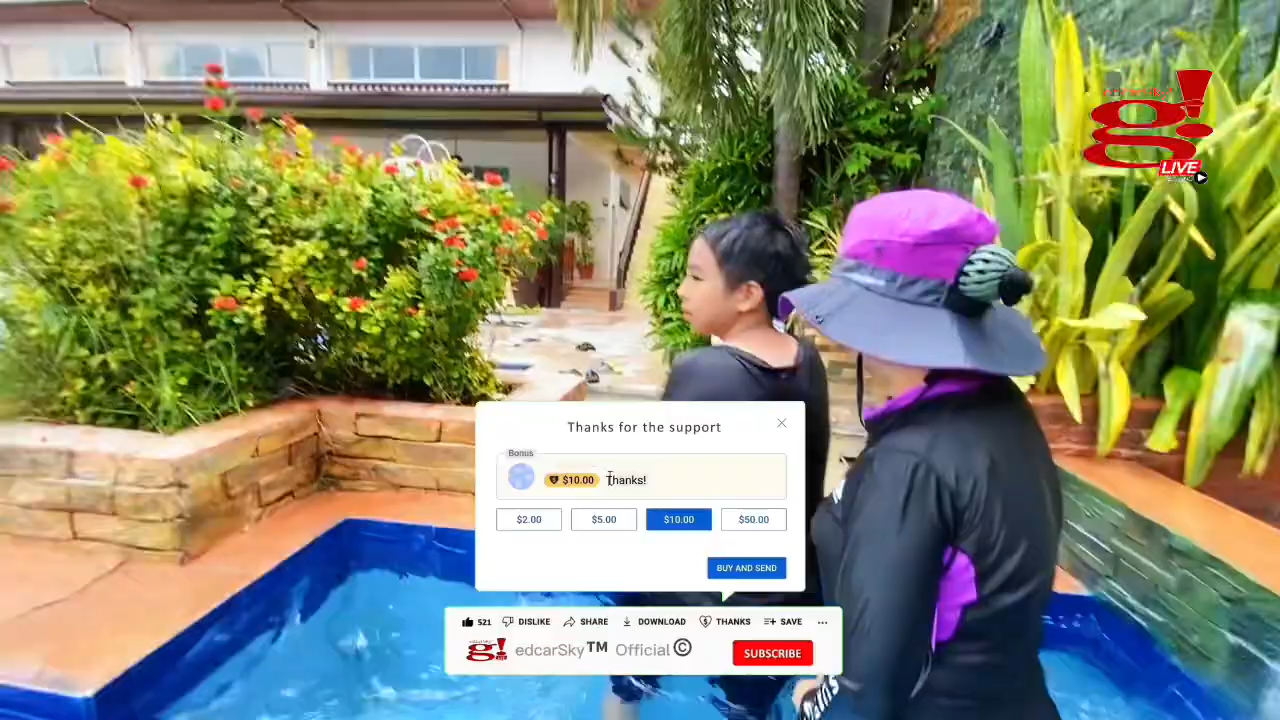 g!
LIVE
Thanks for the support
Bonus
$10.00 Thanks!
$2.00 $5.00 $10.00 $50.00
BUY AND SEND
521 DISLIKE SHARE DOWNLOAD THANKS SAVE ...
g! edcarSky™ Official © SUBSCRIBE